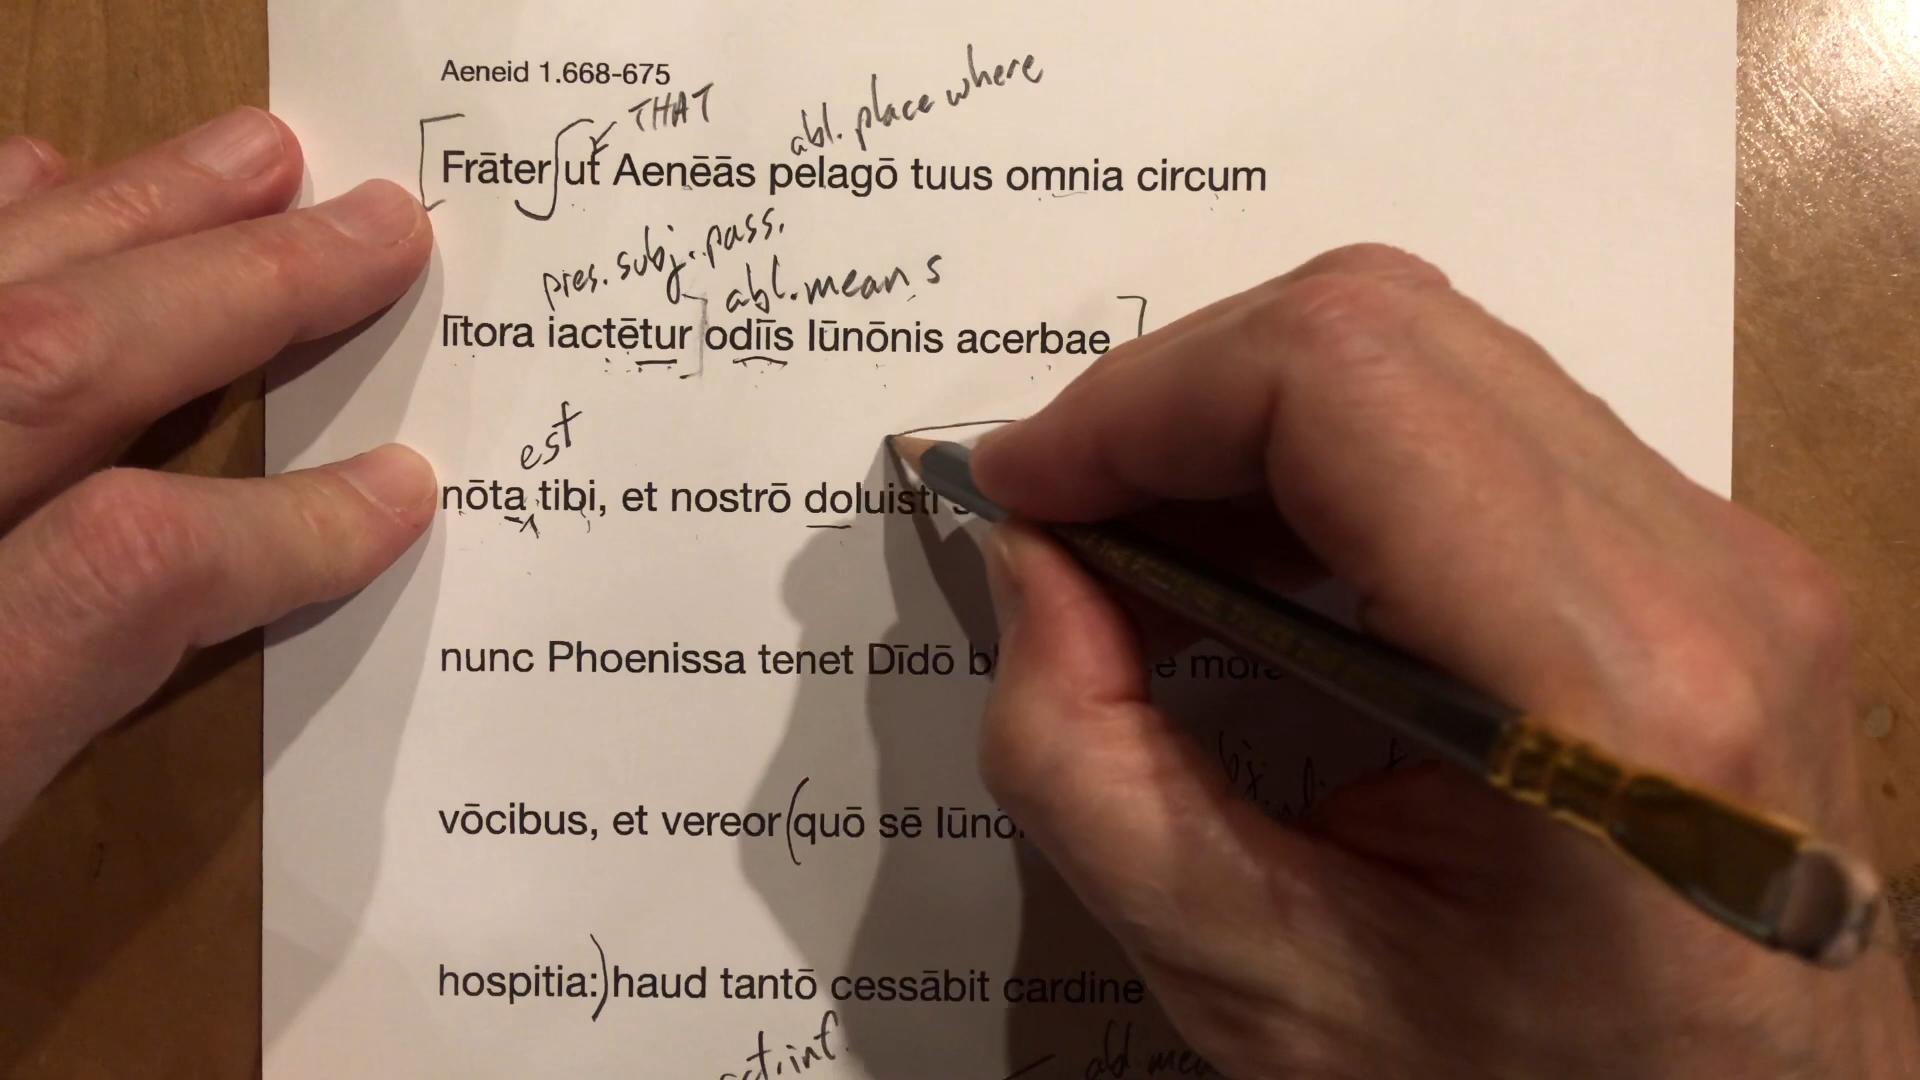 Aeneid 1.668-675
THAT
abl. place where
Frāter ut Aenēās pelagō tuus omnia circum
pres. subj. pass.
abl. means
lītora iactētur odiīs Iūnōnis acerbae
est
nōta tibi, et nostrō doluistī
nunc Phoenissa tenet Dīdō
vōcibus, et vereor (quō sē
hospitia:) haud tantō cessābit cardine
abl.